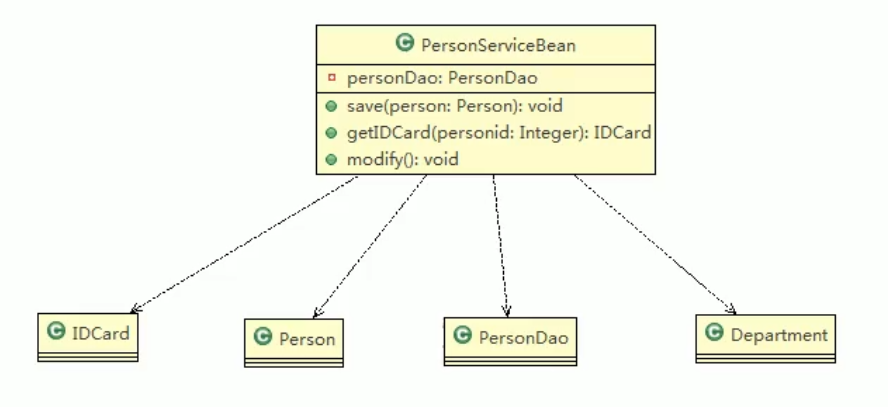 PersonServiceBean
personDao: PersonDao
save(person: Person): void
getIDCard(personid: Integer): IDCard
modify(): void
IDCard
Person
PersonDao
Department